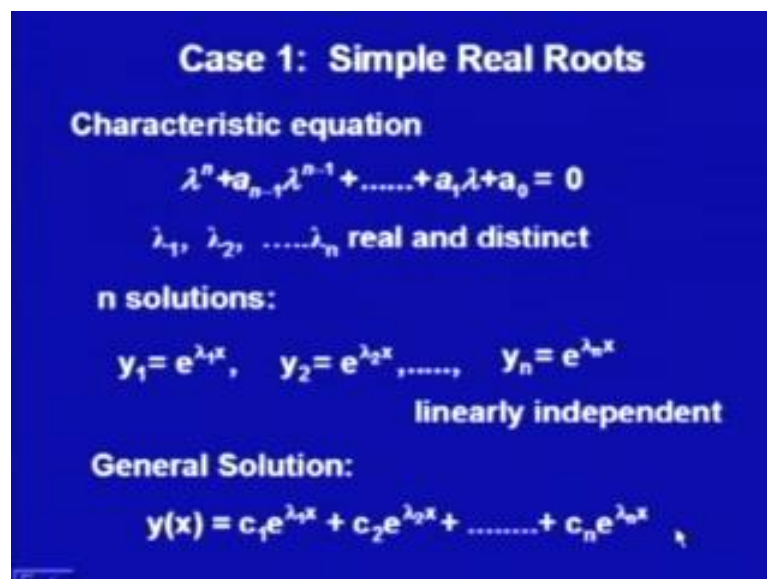 Case 1: Simple Real Roots
Characteristic equation
λⁿ+aₙ₋₁λⁿ⁻¹+......+a₁λ+a₀= 0
λ₁, λ₂, .....λₙ real and distinct
n solutions:
y₁= e^{λ₁x}, y₂= e^{λ₂x},....., yₙ= e^{λₙx}
linearly independent
General Solution:
y(x) = c₁e^{λ₁x} + c₂e^{λ₂x}+ ........+ cₙe^{λₙx}